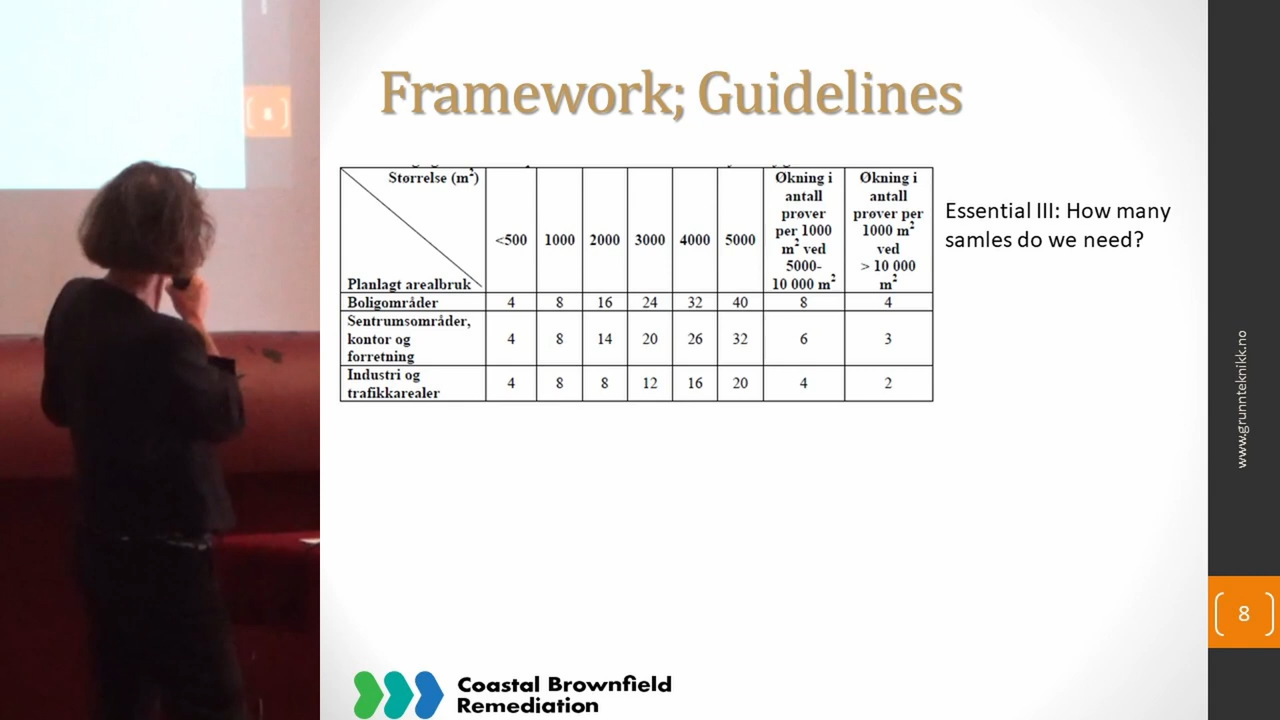 Framework; Guidelines
Størrelse (m²)
Planlagt arealbruk
<500
1000
2000
3000
4000
5000
Økning i
antall
prøver
per 1000
m² ved
5000-
10 000 m²
Økning i
antall
prøver per
1000 m²
ved
> 10 000
m²
Boligområder 4 8 16 24 32 40 8 4
Sentrumsområder,
kontor og
forretning
4 8 14 20 26 32 6 3
Industri og
trafikkarealer
4 8 8 12 16 20 4 2
Essential III: How many
samles do we need?
www.grunnteknikk.no
8
Coastal Brownfield
Remediation